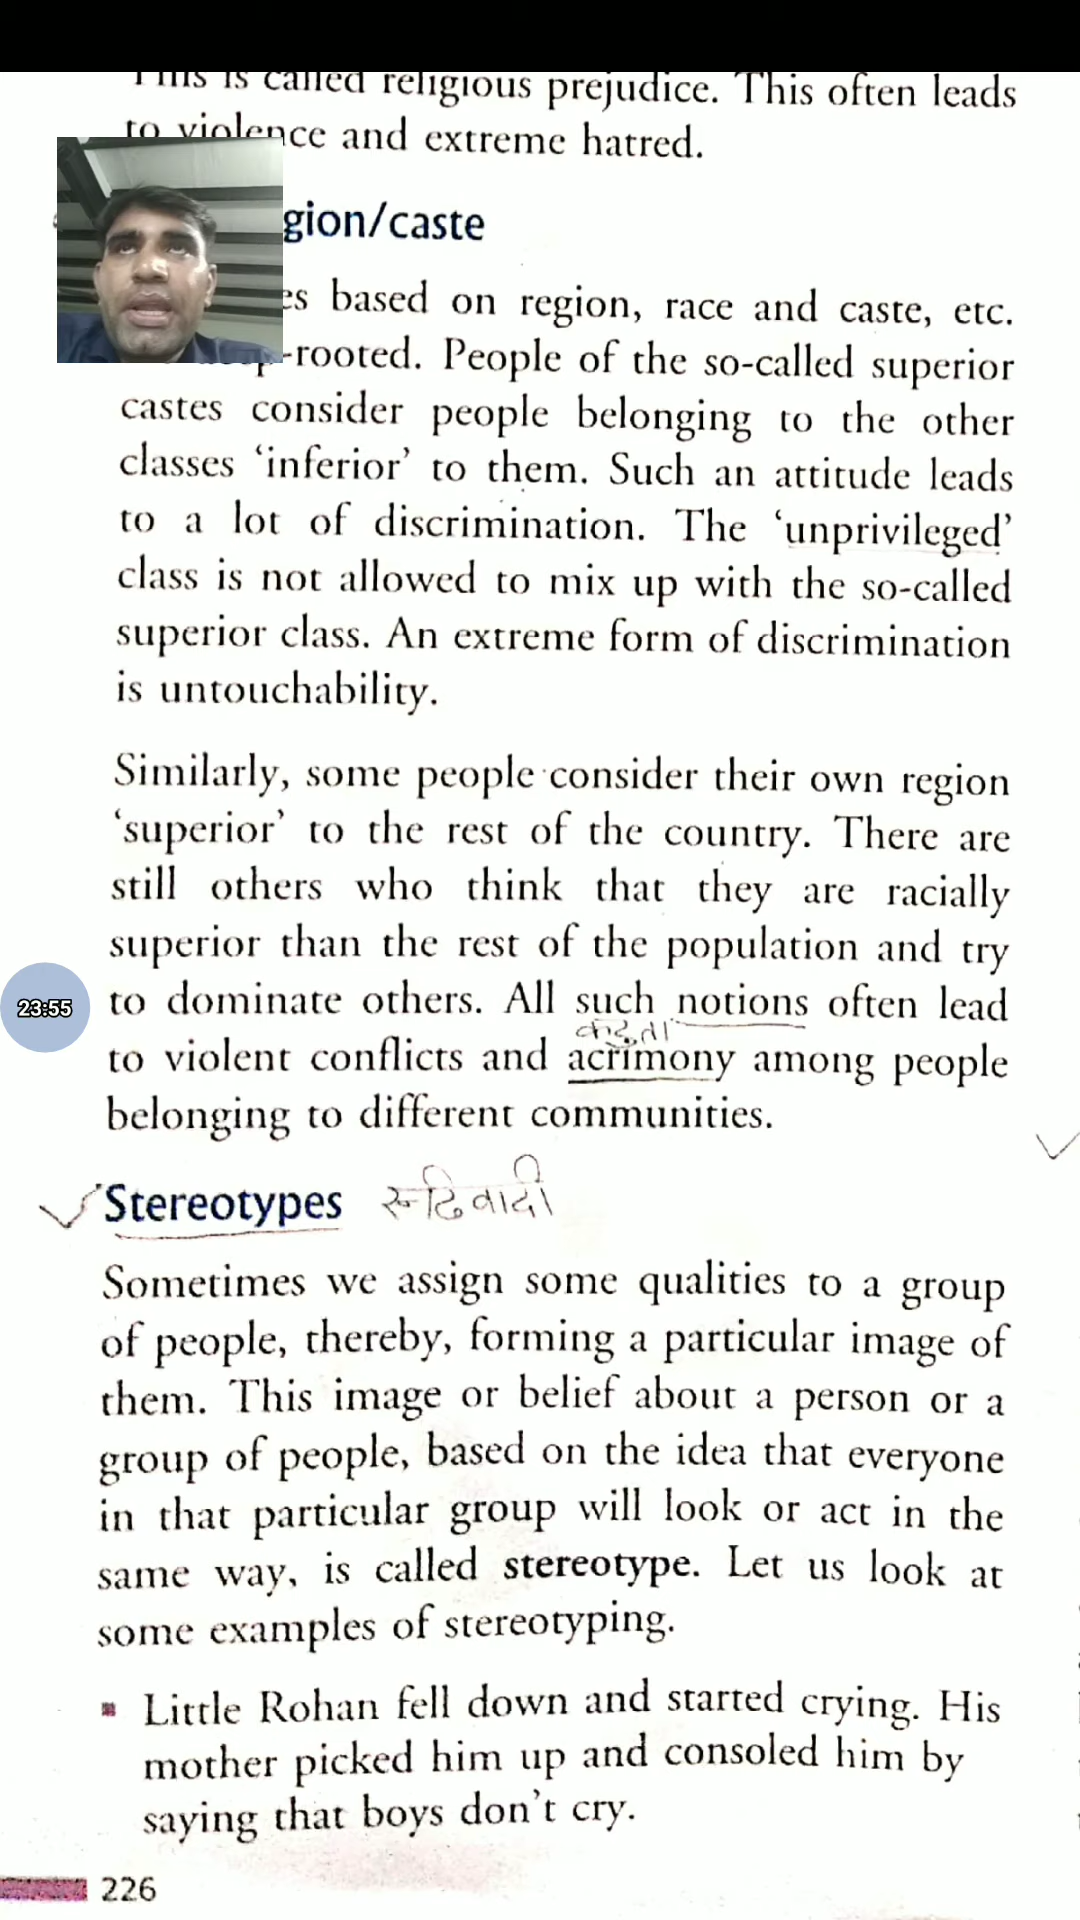 This is called religious prejudice. This often leads
to violence and extreme hatred.
gion/caste
es based on region, race and caste, etc.
-rooted. People of the so-called superior
castes consider people belonging to the other
classes ‘inferior’ to them. Such an attitude leads
to a lot of discrimination. The ‘unprivileged’
class is not allowed to mix up with the so-called
superior class. An extreme form of discrimination
is untouchability.
Similarly, some people consider their own region
‘superior’ to the rest of the country. There are
still others who think that they are racially
superior than the rest of the population and try
23:55
to dominate others. All such notions often lead
कटुता
to violent conflicts and acrimony among people
belonging to different communities.
Stereotypes रूढिवादी
Sometimes we assign some qualities to a group
of people, thereby, forming a particular image of
them. This image or belief about a person or a
group of people, based on the idea that everyone
in that particular group will look or act in the
same way, is called stereotype. Let us look at
some examples of stereotyping.
Little Rohan fell down and started crying. His
mother picked him up and consoled him by
saying that boys don’t cry.
226